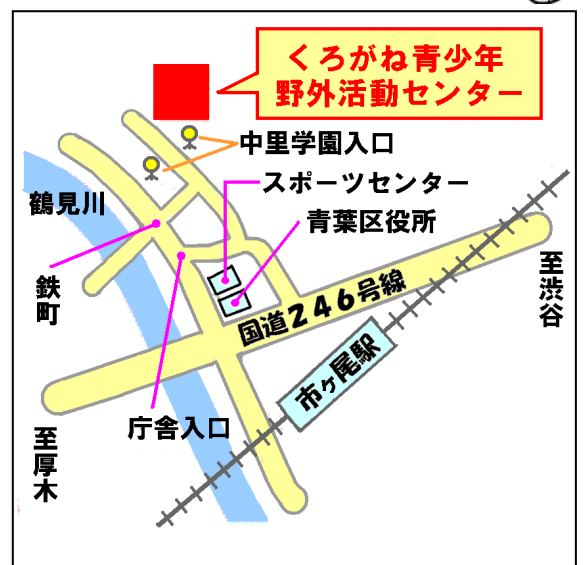 くろがね青少年
野外活動センター
中里学園入口
スポーツセンター
青葉区役所
鶴見川
鉄町
国道246号線
至渋谷
市ヶ尾駅
庁舎入口
至厚木